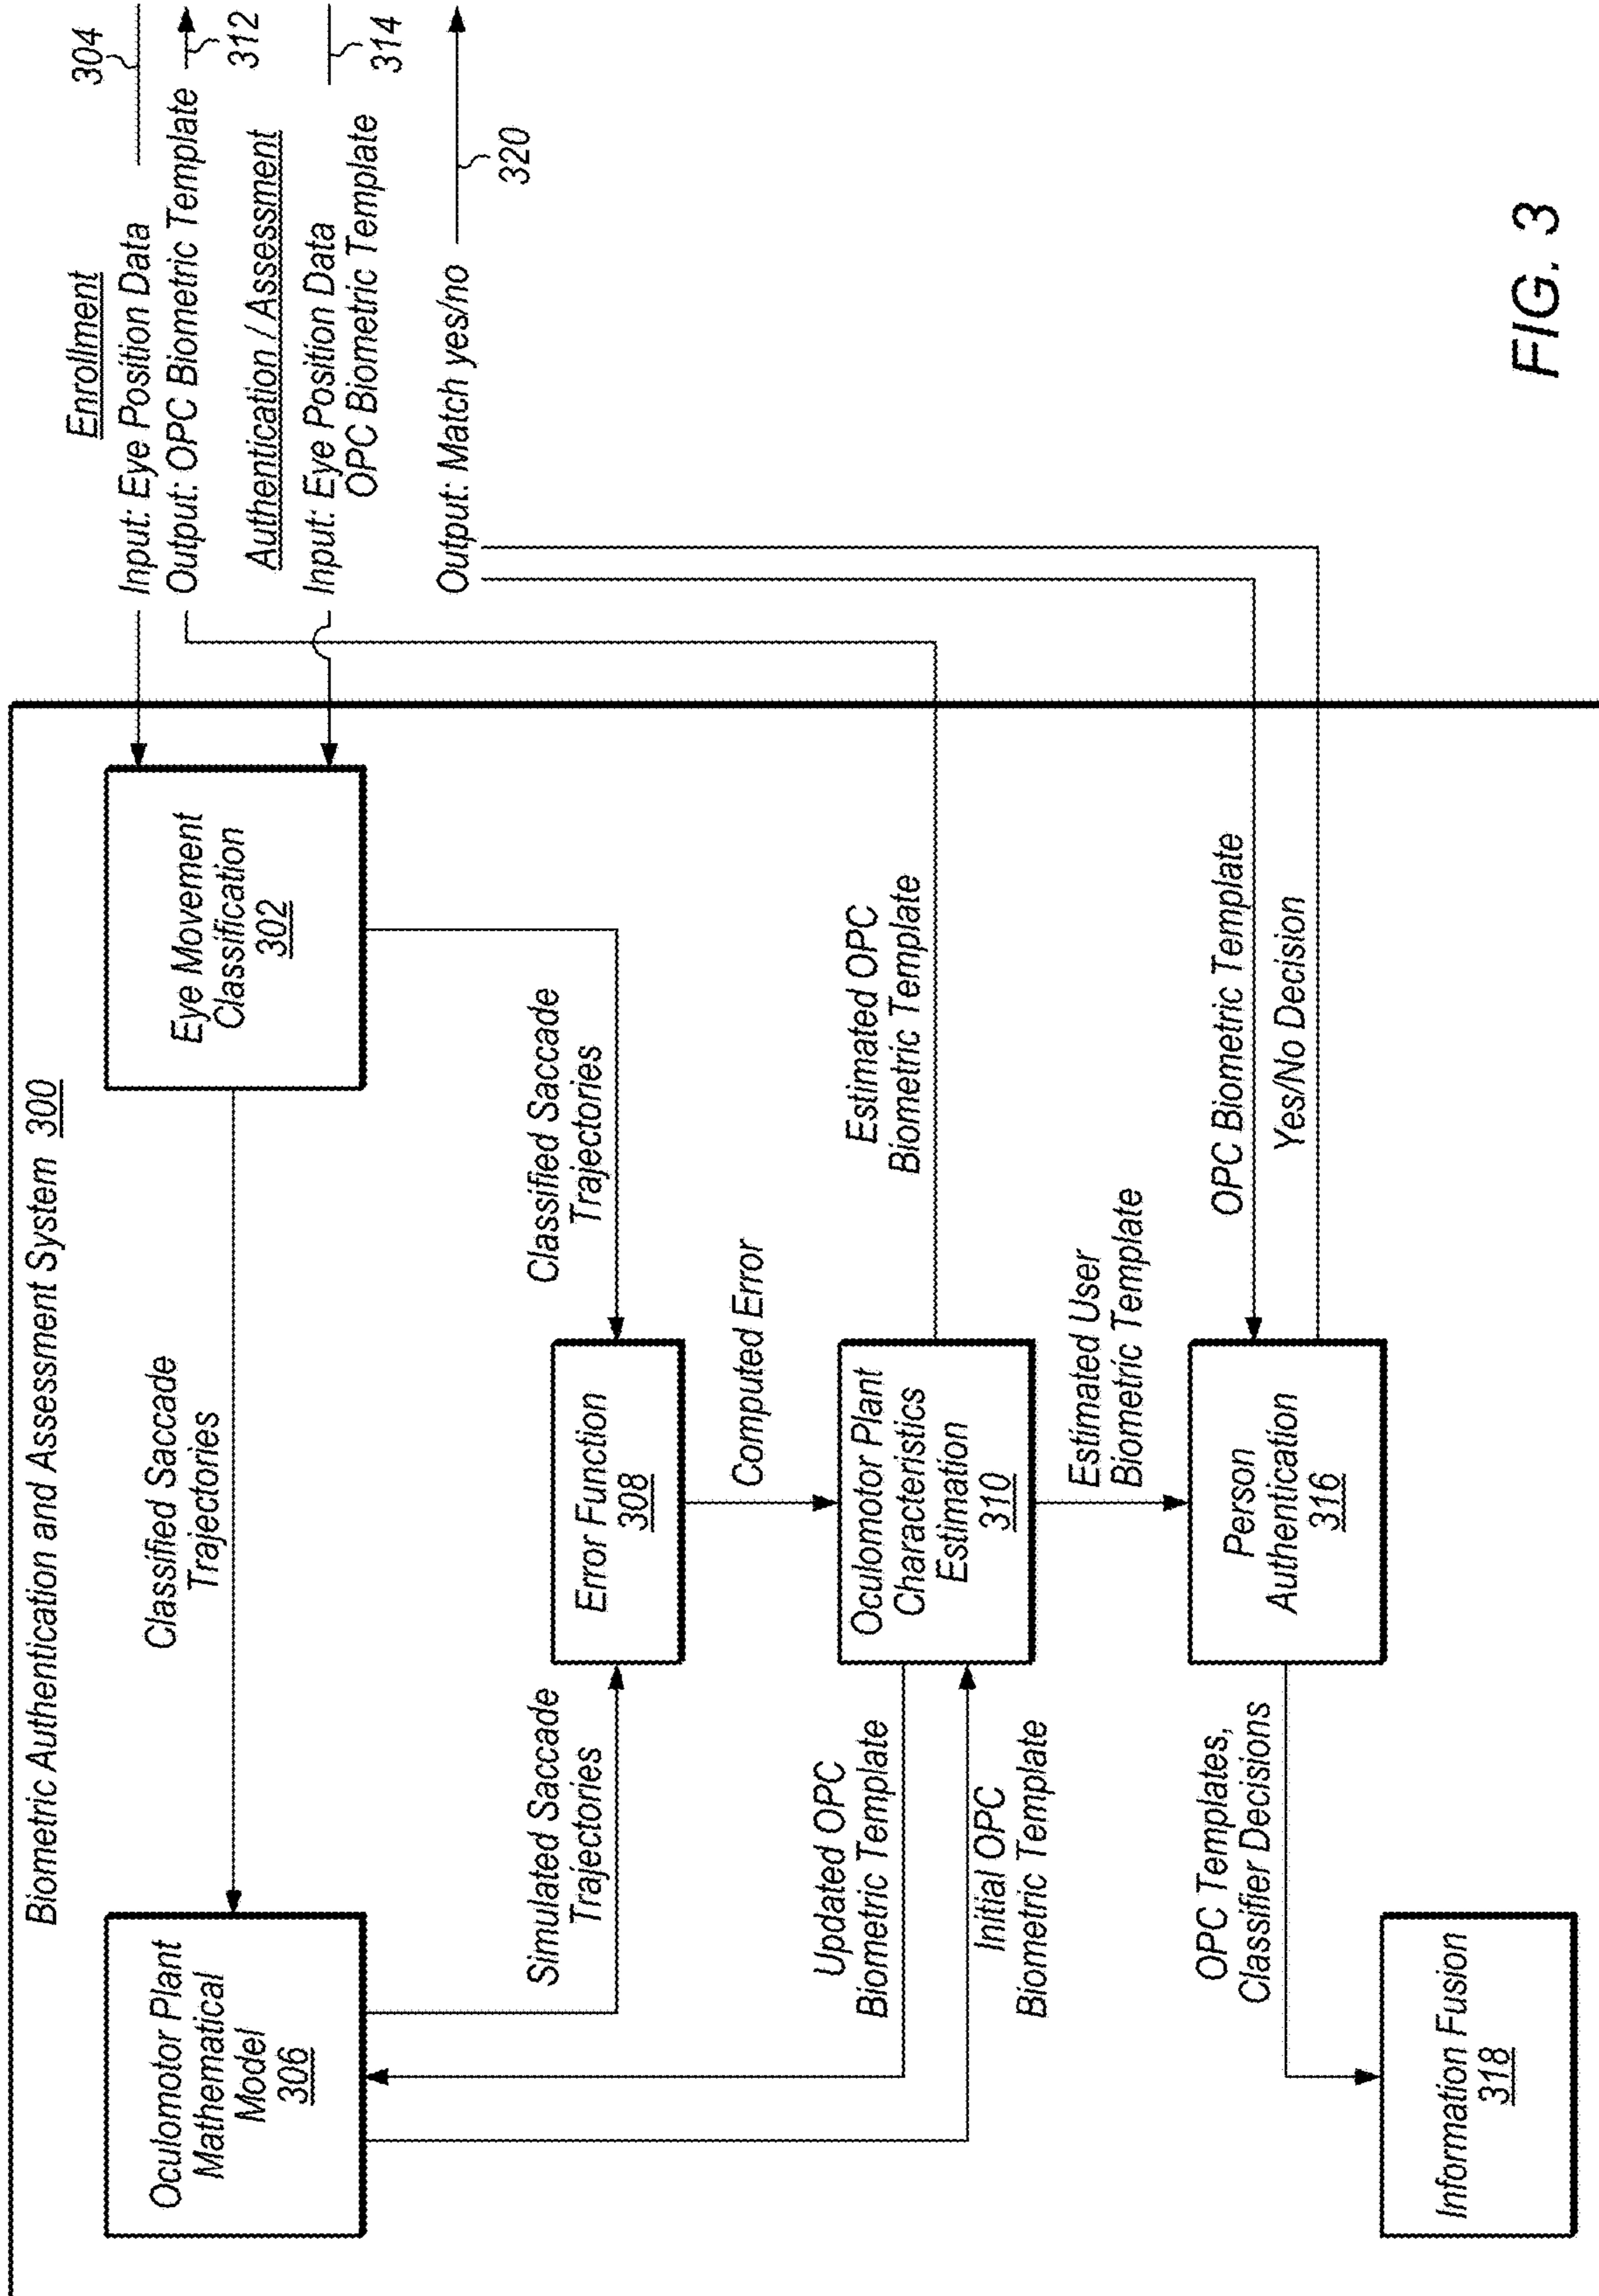 Biometric Authentication and Assessment System 300
Oculomotor Plant
Mathematical
Model
306
Classified Saccade
Trajectories
Eye Movement
Classification
302
Enrollment
Input: Eye Position Data
304
Output: OPC Biometric Template
312
Authentication / Assessment
Input: Eye Position Data
OPC Biometric Template
314
Output: Match yes/no
320
Simulated Saccade
Trajectories
Error Function
308
Classified Saccade
Trajectories
Computed Error
Updated OPC
Biometric Template
Initial OPC
Biometric Template
Oculomotor Plant
Characteristics
Estimation
310
Estimated OPC
Biometric Template
Estimated User
Biometric Template
OPC Templates,
Classifier Decisions
Person
Authentication
316
OPC Biometric Template
Yes/No Decision
Information Fusion
318
FIG. 3